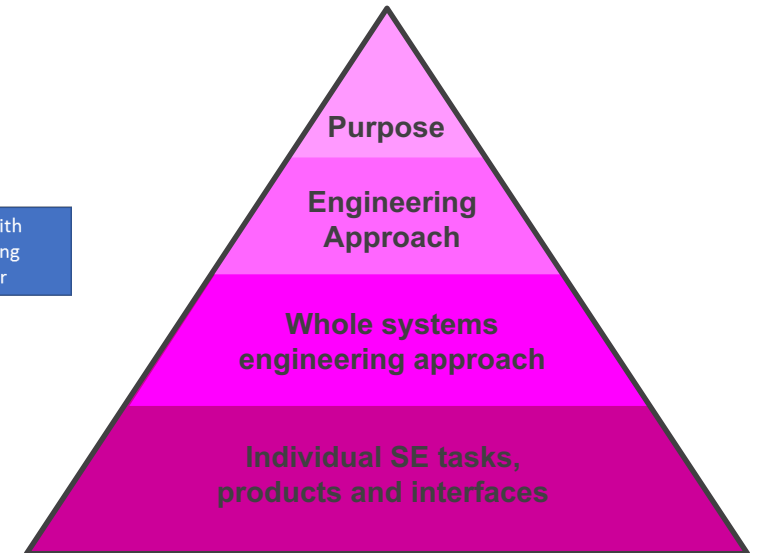 Purpose
Engineering
Approach
Whole systems
engineering approach
Individual SE tasks,
products and interfaces